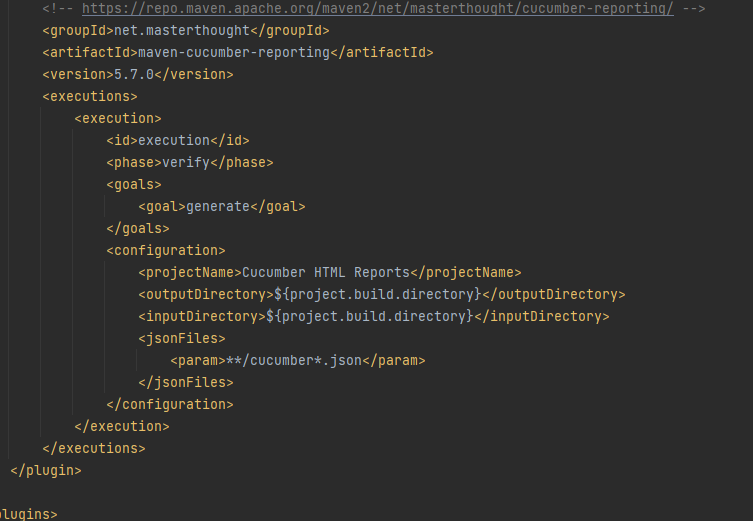 <!-- https://repo.maven.apache.org/maven2/net/masterthought/cucumber-reporting/ -->
<groupId>net.masterthought</groupId>
<artifactId>maven-cucumber-reporting</artifactId>
<version>5.7.0</version>
<executions>
<execution>
<id>execution</id>
<phase>verify</phase>
<goals>
<goal>generate</goal>
</goals>
<configuration>
<projectName>Cucumber HTML Reports</projectName>
<outputDirectory>${project.build.directory}</outputDirectory>
<inputDirectory>${project.build.directory}</inputDirectory>
<jsonFiles>
<param>**/cucumber*.json</param>
</jsonFiles>
</configuration>
</execution>
</executions>
</plugin>
plugins>